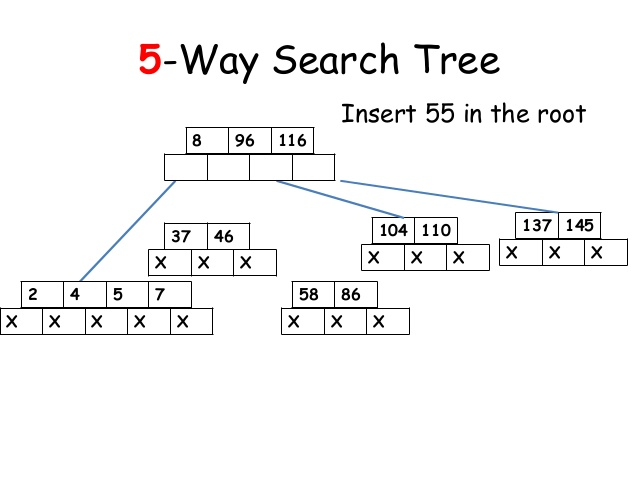 5-Way Search Tree
Insert 55 in the root
8 96 116
37 46
X X X
104 110
X X X
137 145
X X X
2 4 5 7
X X X X X
58 86
X X X